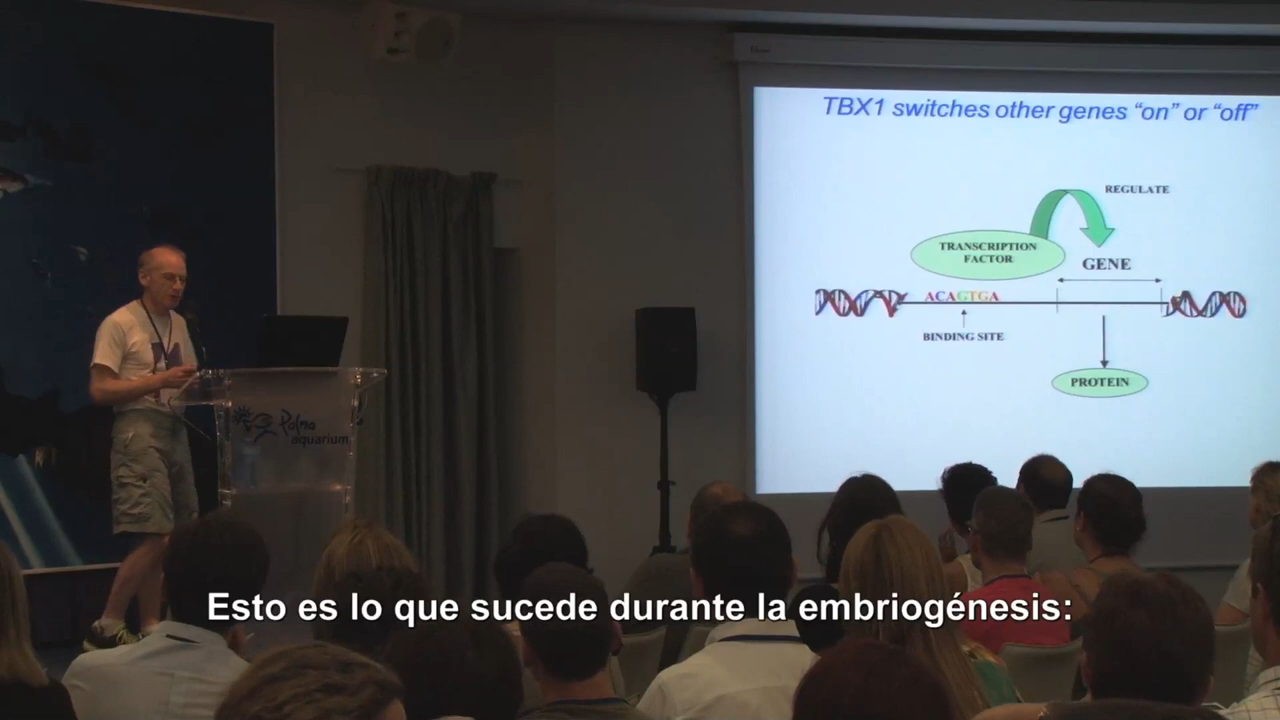 TBX1 switches other genes “on” or “off”
REGULATE
TRANSCRIPTION
FACTOR
GENE
ACAGTGA
BINDING SITE
PROTEIN
Palma
aquarium
Esto es lo que sucede durante la embriogénesis: